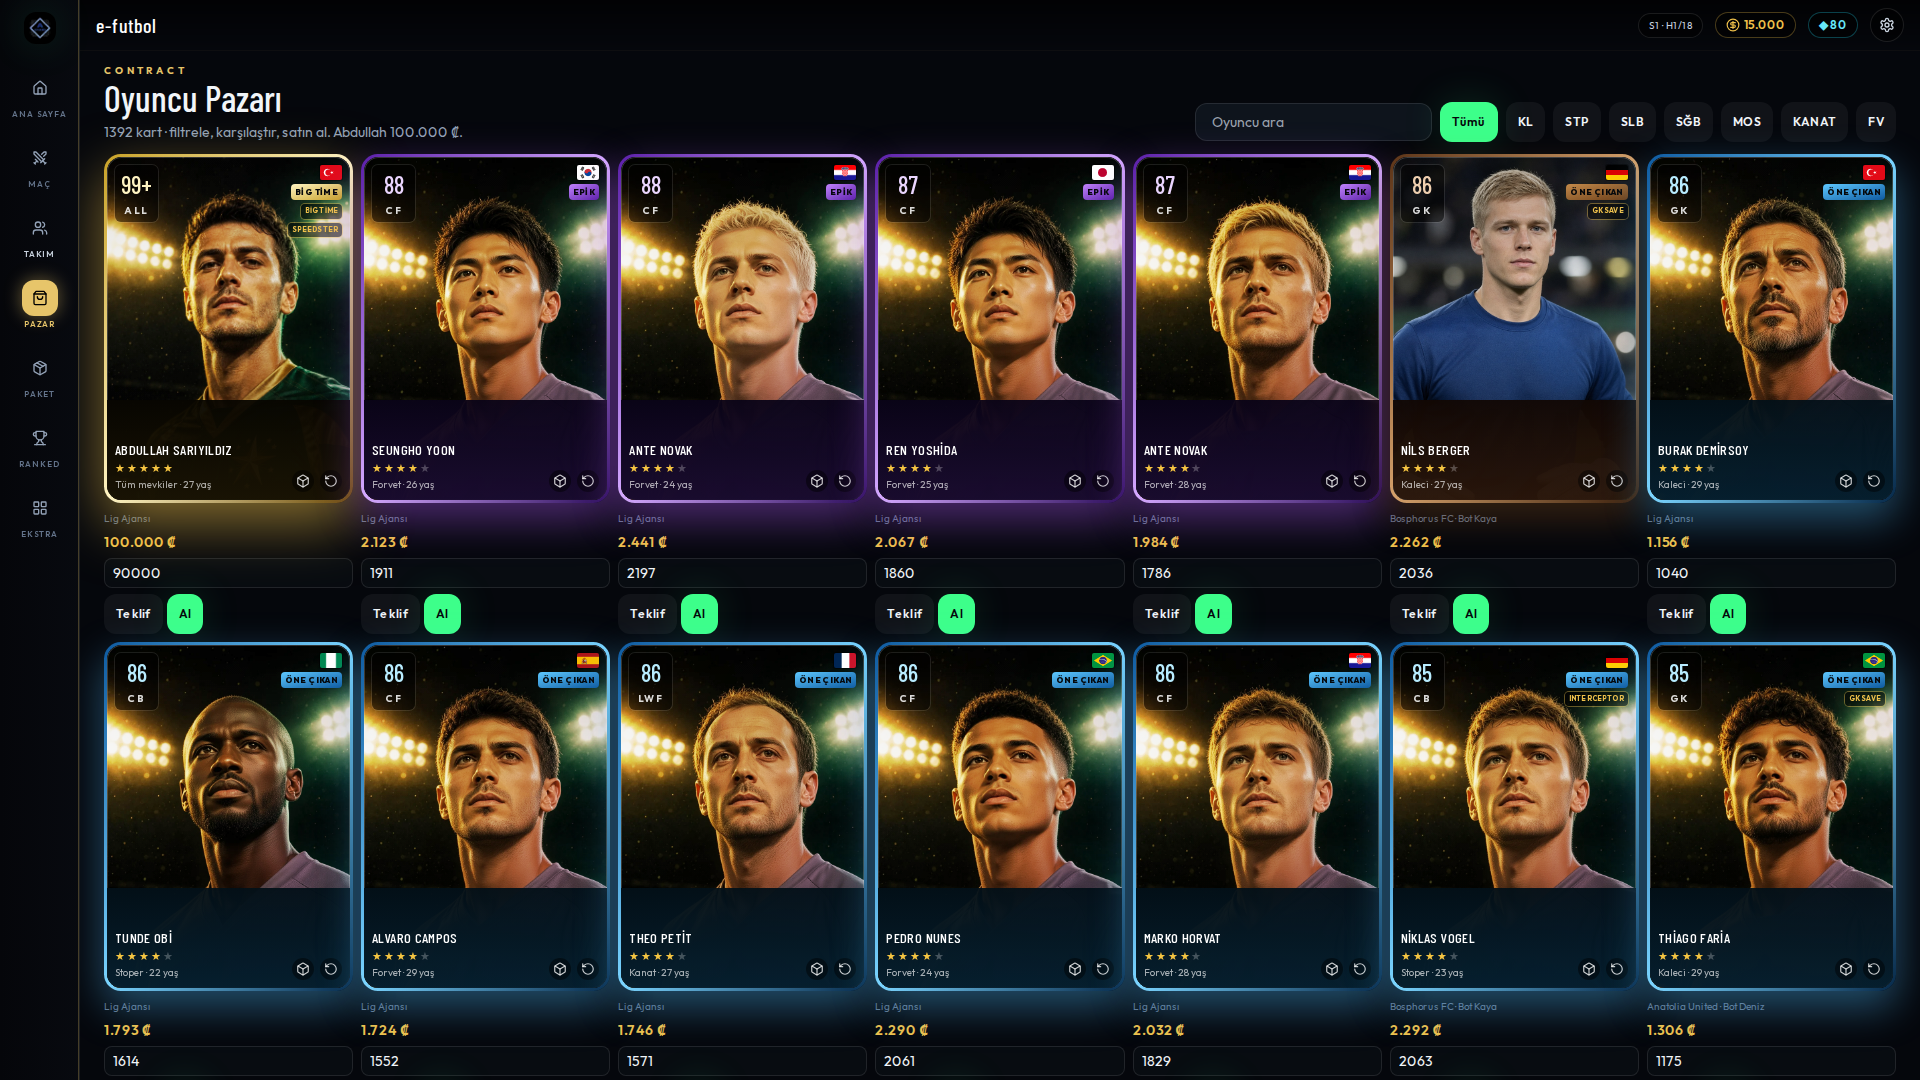 e-futbol
S1 · H1/18
15.000
80
ANA SAYFA
MAÇ
TAKIM
PAZAR
PAKET
RANKED
EKSTRA
CONTRACT
Oyuncu Pazarı
1392 kart · filtrele, karşılaştır, satın al. Abdullah 100.000 ₡.
Oyuncu ara
Tümü KL STP SLB SĞB MOS KANAT FV
99+
ALL
BİG TİME
BIGTIME
SPEEDSTER
ABDULLAH SARIYILDIZ
★★★★★
Tüm mevkiler · 27 yaş
Lig Ajansı
100.000 ₡
90000
Teklif Al
88
CF
EPİK
SEUNGHO YOON
★★★★★
Forvet · 26 yaş
Lig Ajansı
2.123 ₡
1911
Teklif Al
88
CF
EPİK
ANTE NOVAK
★★★★★
Forvet · 24 yaş
Lig Ajansı
2.441 ₡
2197
Teklif Al
87
CF
EPİK
REN YOSHİDA
★★★★★
Forvet · 25 yaş
Lig Ajansı
2.067 ₡
1860
Teklif Al
87
CF
EPİK
ANTE NOVAK
★★★★★
Forvet · 28 yaş
Lig Ajansı
1.984 ₡
1786
Teklif Al
86
GK
ÖNE ÇIKAN
GKSAVE
NİLS BERGER
★★★★★
Kaleci · 27 yaş
Bosphorus FC · Bot Kaya
2.262 ₡
2036
Teklif Al
86
GK
ÖNE ÇIKAN
BURAK DEMİRSOY
★★★★★
Kaleci · 29 yaş
Lig Ajansı
1.156 ₡
1040
Teklif Al
86
CB
ÖNE ÇIKAN
TUNDE OBİ
★★★★★
Stoper · 22 yaş
Lig Ajansı
1.793 ₡
1614
86
CF
ÖNE ÇIKAN
ALVARO CAMPOS
★★★★★
Forvet · 29 yaş
Lig Ajansı
1.724 ₡
1552
86
LWF
ÖNE ÇIKAN
THEO PETİT
★★★★★
Kanat · 27 yaş
Lig Ajansı
1.746 ₡
1571
86
CF
ÖNE ÇIKAN
PEDRO NUNES
★★★★★
Forvet · 24 yaş
Lig Ajansı
2.290 ₡
2061
86
CF
ÖNE ÇIKAN
MARKO HORVAT
★★★★★
Forvet · 28 yaş
Lig Ajansı
2.032 ₡
1829
85
CB
ÖNE ÇIKAN
INTERCEPTOR
NİKLAS VOGEL
★★★★★
Stoper · 23 yaş
Bosphorus FC · Bot Kaya
2.292 ₡
2063
85
GK
ÖNE ÇIKAN
GKSAVE
THİAGO FARİA
★★★★★
Kaleci · 29 yaş
Anatolia United · Bot Deniz
1.306 ₡
1175